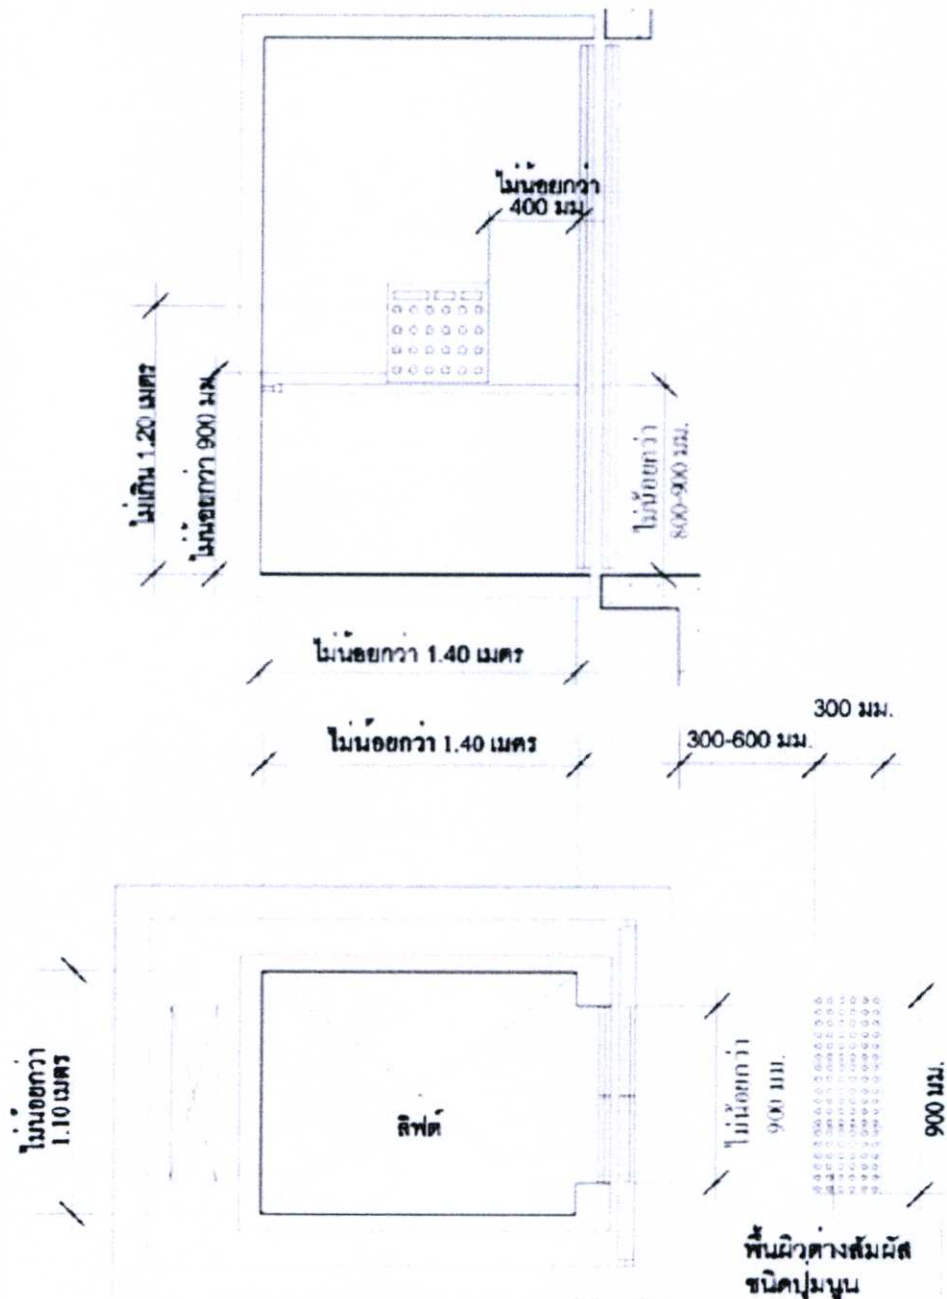 ไม่น้อยกว่า
400 มม.
ไม่เกิน 1.20 เมตร
ไม่น้อยกว่า 900 มม.
ไม่น้อยกว่า
800-900 มม.
ไม่น้อยกว่า 1.40 เมตร
300 มม.
ไม่น้อยกว่า 1.40 เมตร
300-600 มม.
ไม่น้อยกว่า
1.10 เมตร
ลิฟต์
ไม่น้อยกว่า
900 มม.
900 มม.
พื้นผิวต่างสัมผัส
ชนิดปุ่มนูน